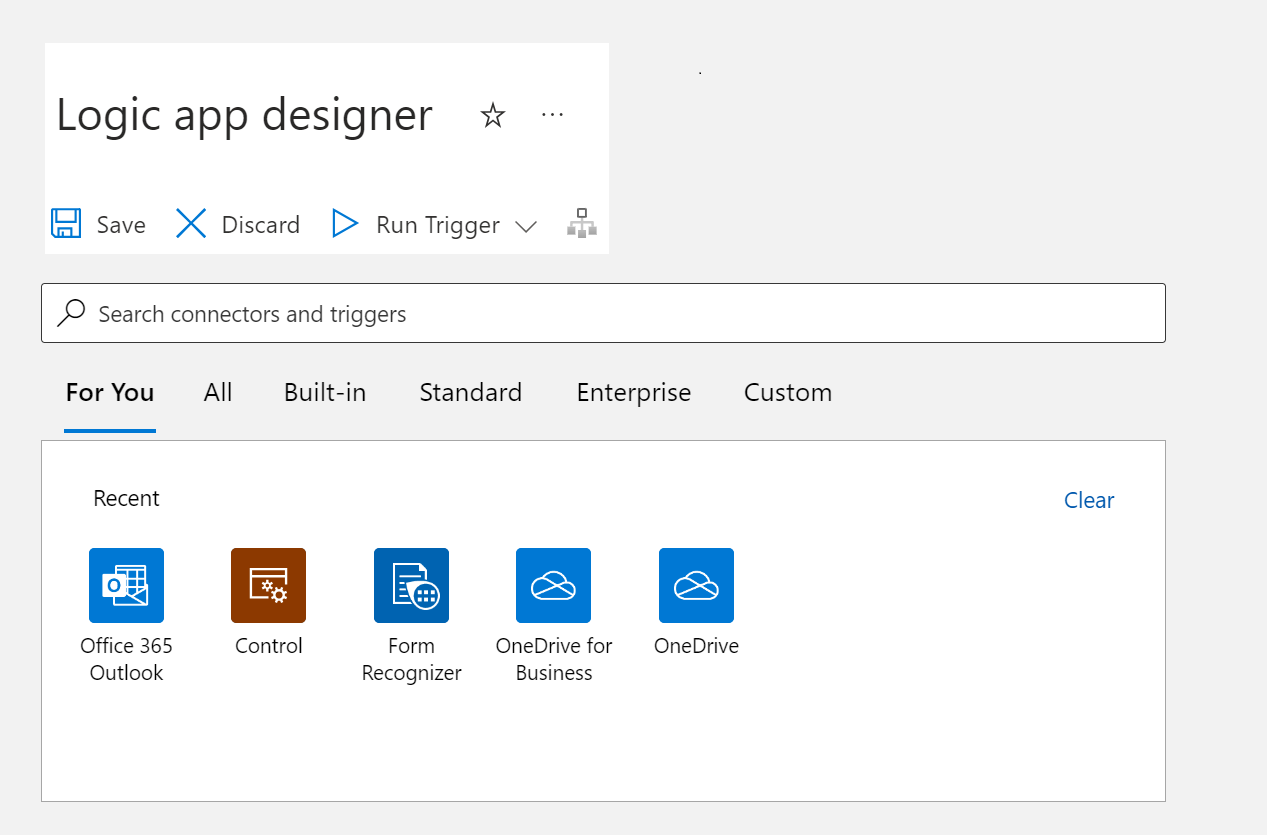 Logic app designer
Save Discard Run Trigger
Search connectors and triggers
For You All Built-in Standard Enterprise Custom
Recent Clear
Office 365 Outlook
Control
Form Recognizer
OneDrive for Business
OneDrive